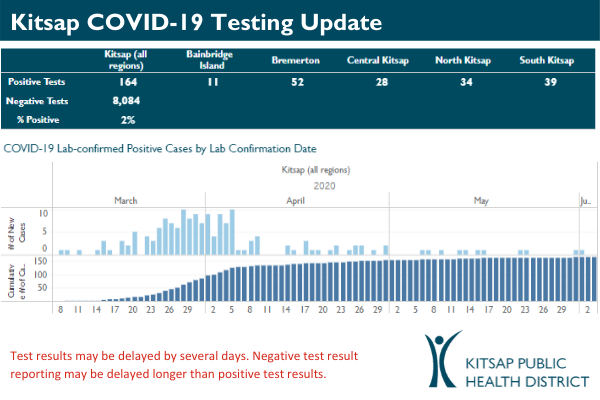 Kitsap COVID-19 Testing Update
Kitsap (all regions) Bainbridge Island Bremerton Central Kitsap North Kitsap South Kitsap
Positive Tests 164 11 52 28 34 39
Negative Tests 8,084
% Positive 2%
COVID-19 Lab-confirmed Positive Cases by Lab Confirmation Date
Kitsap (all regions)
2020
March April May Ju..
# of New Cases
10
5
0
Cumulativ e # of Ca..
150
100
50
8 11 14 17 20 23 26 29 2 5 8 11 14 17 20 23 26 29 2 5 8 11 14 17 20 23 26 29 2
Test results may be delayed by several days. Negative test result
reporting may be delayed longer than positive test results.
KITSAP PUBLIC
HEALTH DISTRICT